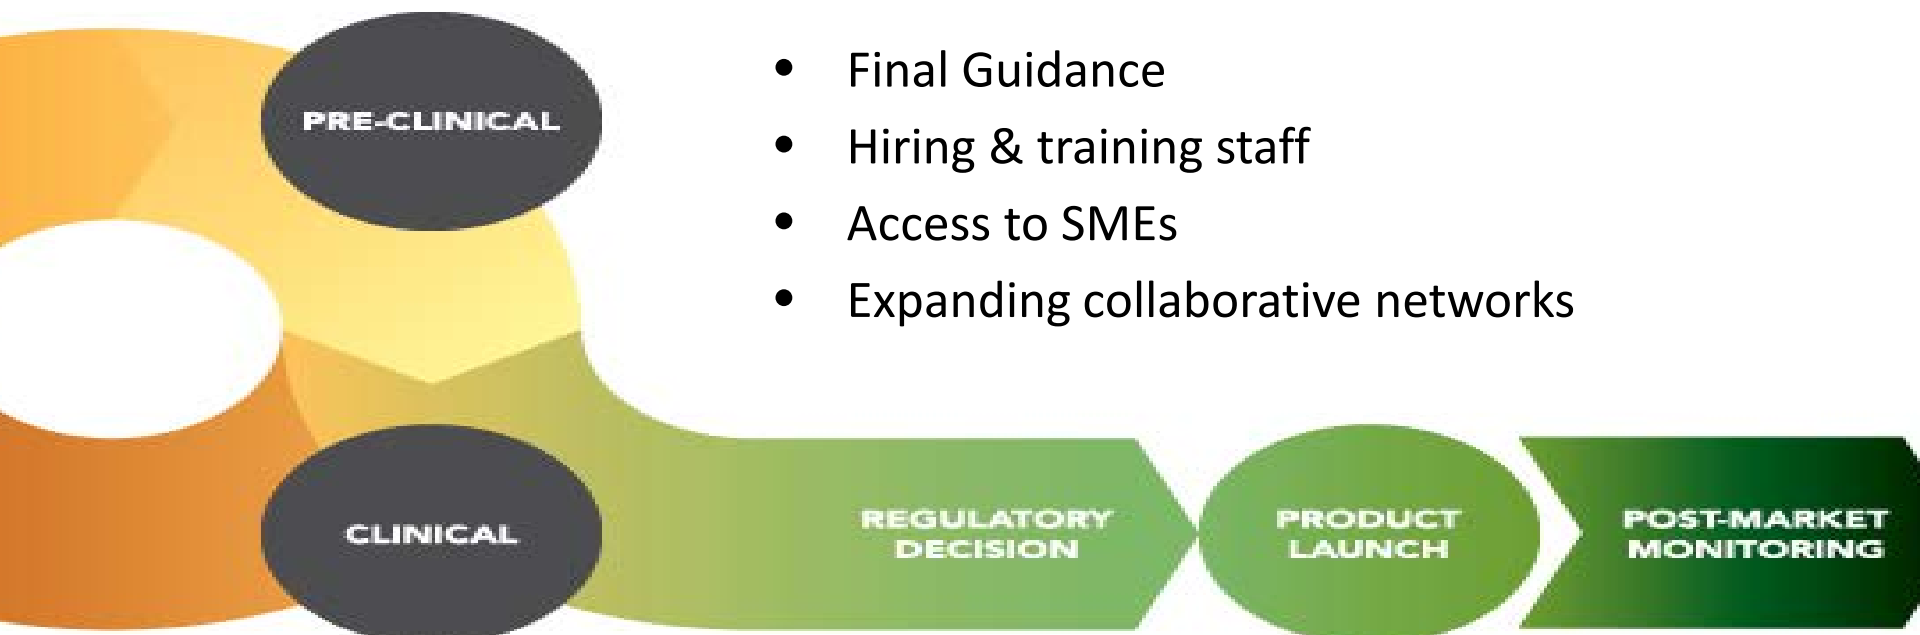 PRE-CLINICAL
• Final Guidance
• Hiring & training staff
• Access to SMEs
• Expanding collaborative networks
CLINICAL
REGULATORY
DECISION
PRODUCT
LAUNCH
POST-MARKET
MONITORING